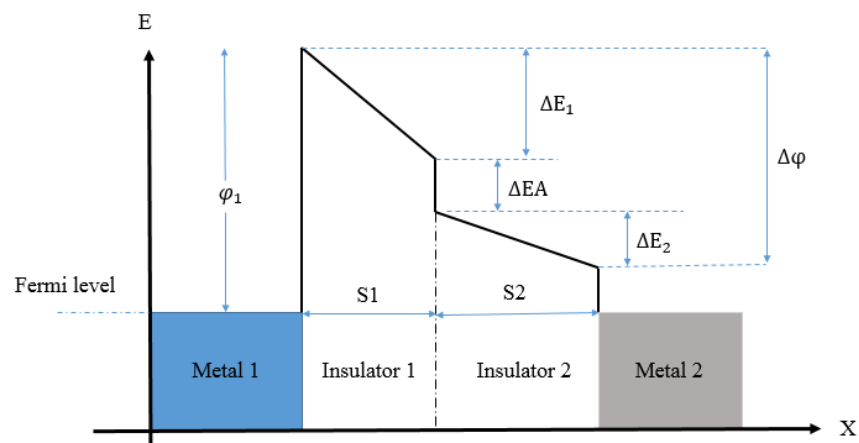 E
ΔE₁
Δφ
φ₁
ΔEA
ΔE₂
Fermi level
S1
S2
Metal 1
Insulator 1
Insulator 2
Metal 2
X